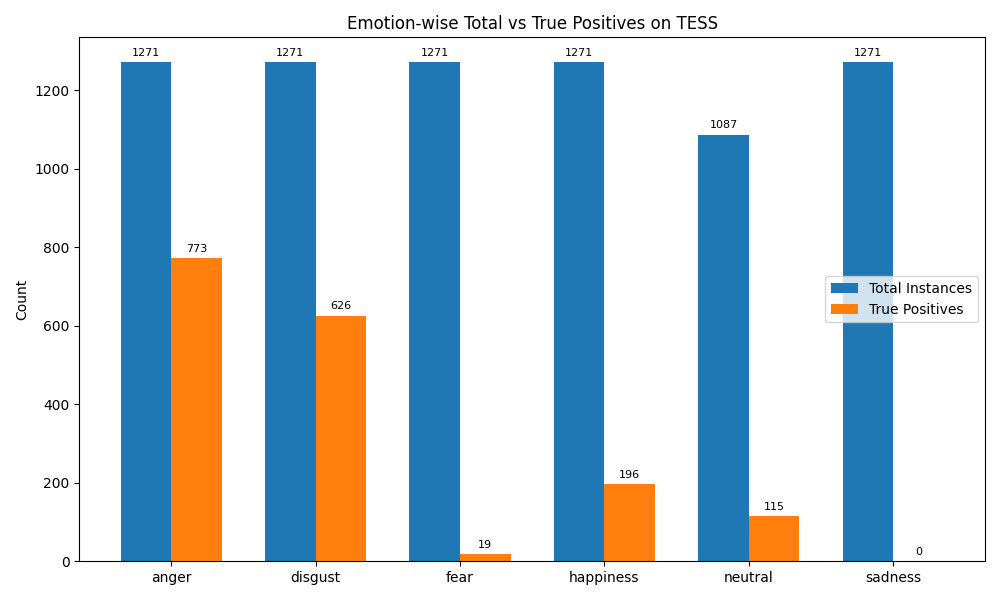 Emotion-wise Total vs True Positives on TESS
1271
1271
1271
1271
1087
1271
773
626
19
196
115
0
Count
1200
1000
800
600
400
200
0
Total Instances
True Positives
anger
disgust
fear
happiness
neutral
sadness